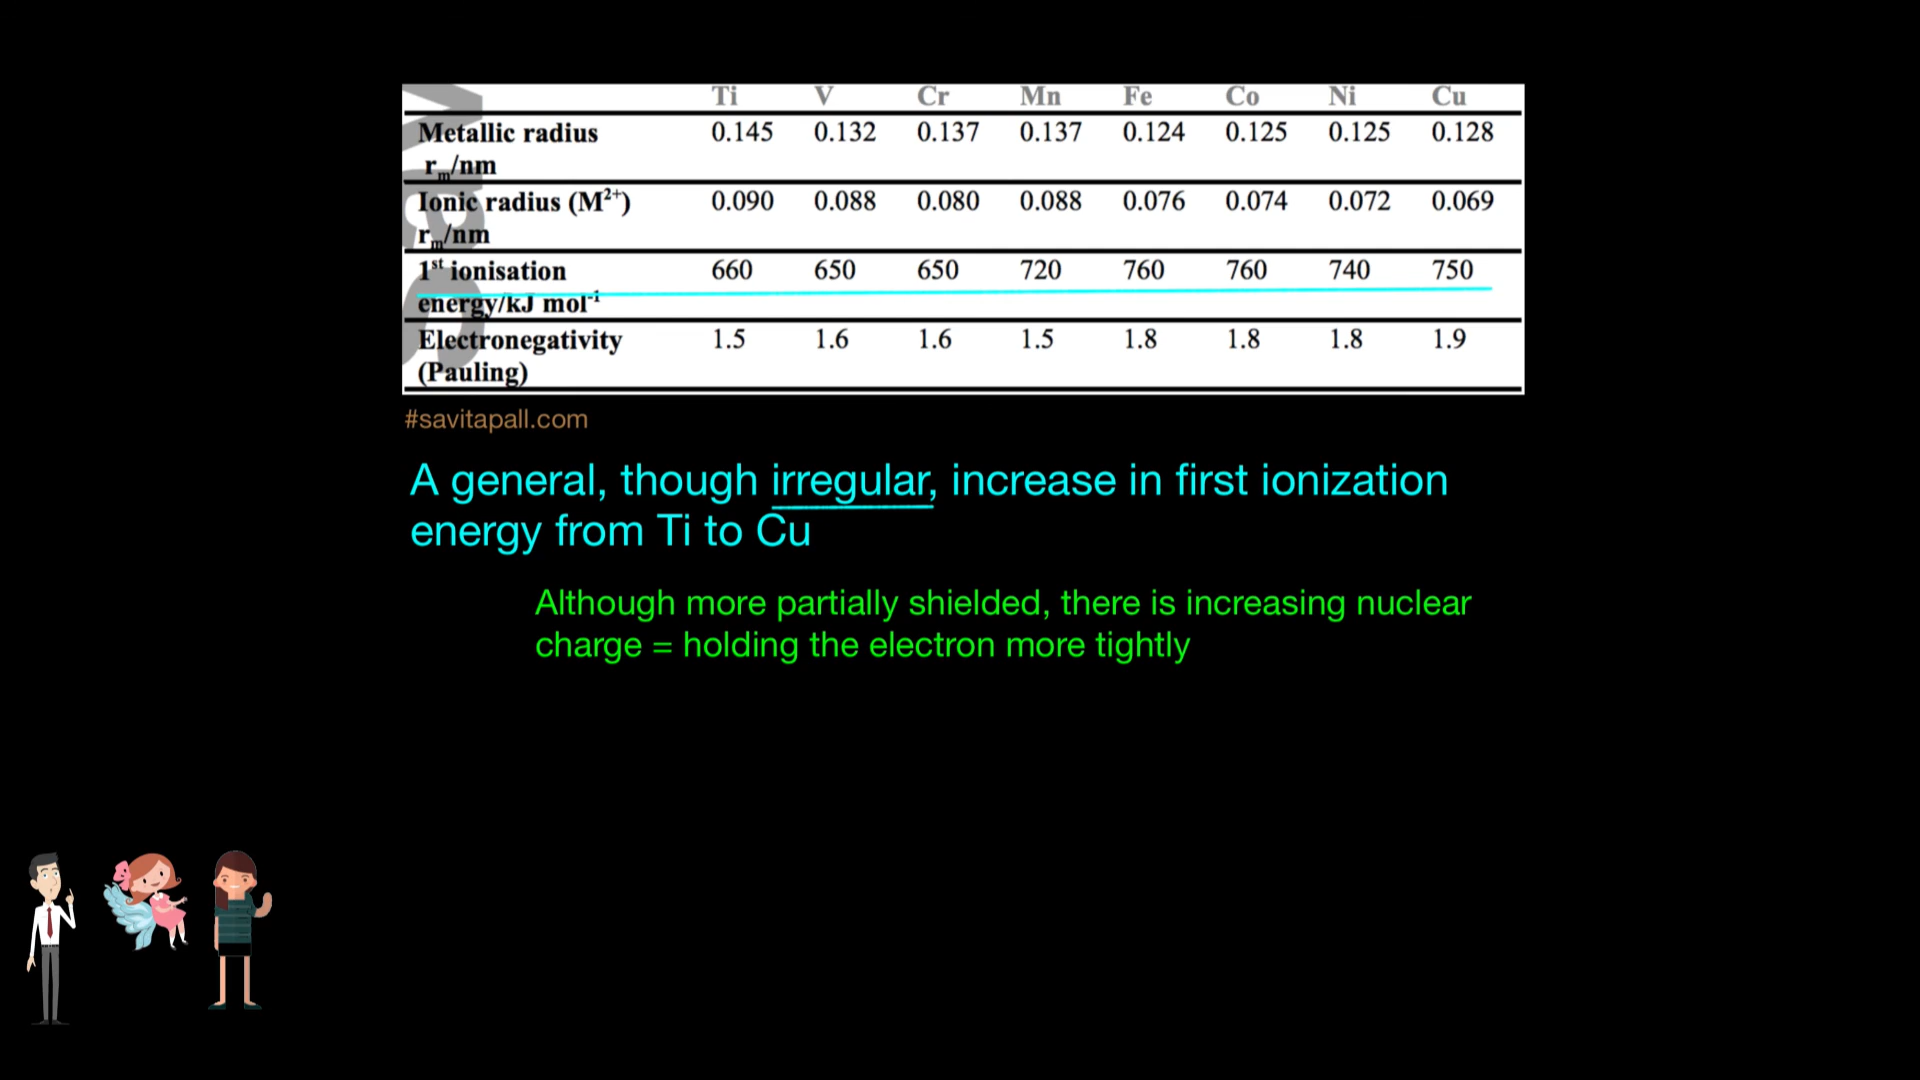 Ti V Cr Mn Fe Co Ni Cu
Metallic radius 0.145 0.132 0.137 0.137 0.124 0.125 0.125 0.128
rm/nm
Ionic radius (M2+) 0.090 0.088 0.080 0.088 0.076 0.074 0.072 0.069
rm/nm
1st ionisation 660 650 650 720 760 760 740 750
energy/kJ mol-1
Electronegativity 1.5 1.6 1.6 1.5 1.8 1.8 1.8 1.9
(Pauling)
#savitapall.com
A general, though irregular, increase in first ionization
energy from Ti to Cu
Although more partially shielded, there is increasing nuclear
charge = holding the electron more tightly